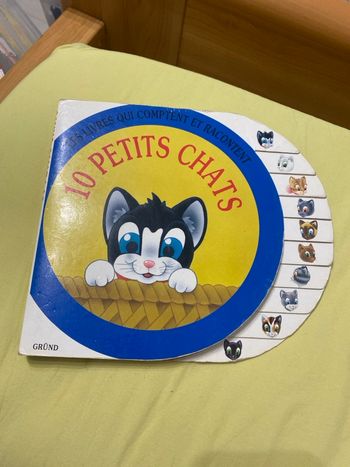 LES LIVRES QUI COMPTENT ET RACONTENT
10 PETITS CHATS
GRÜND